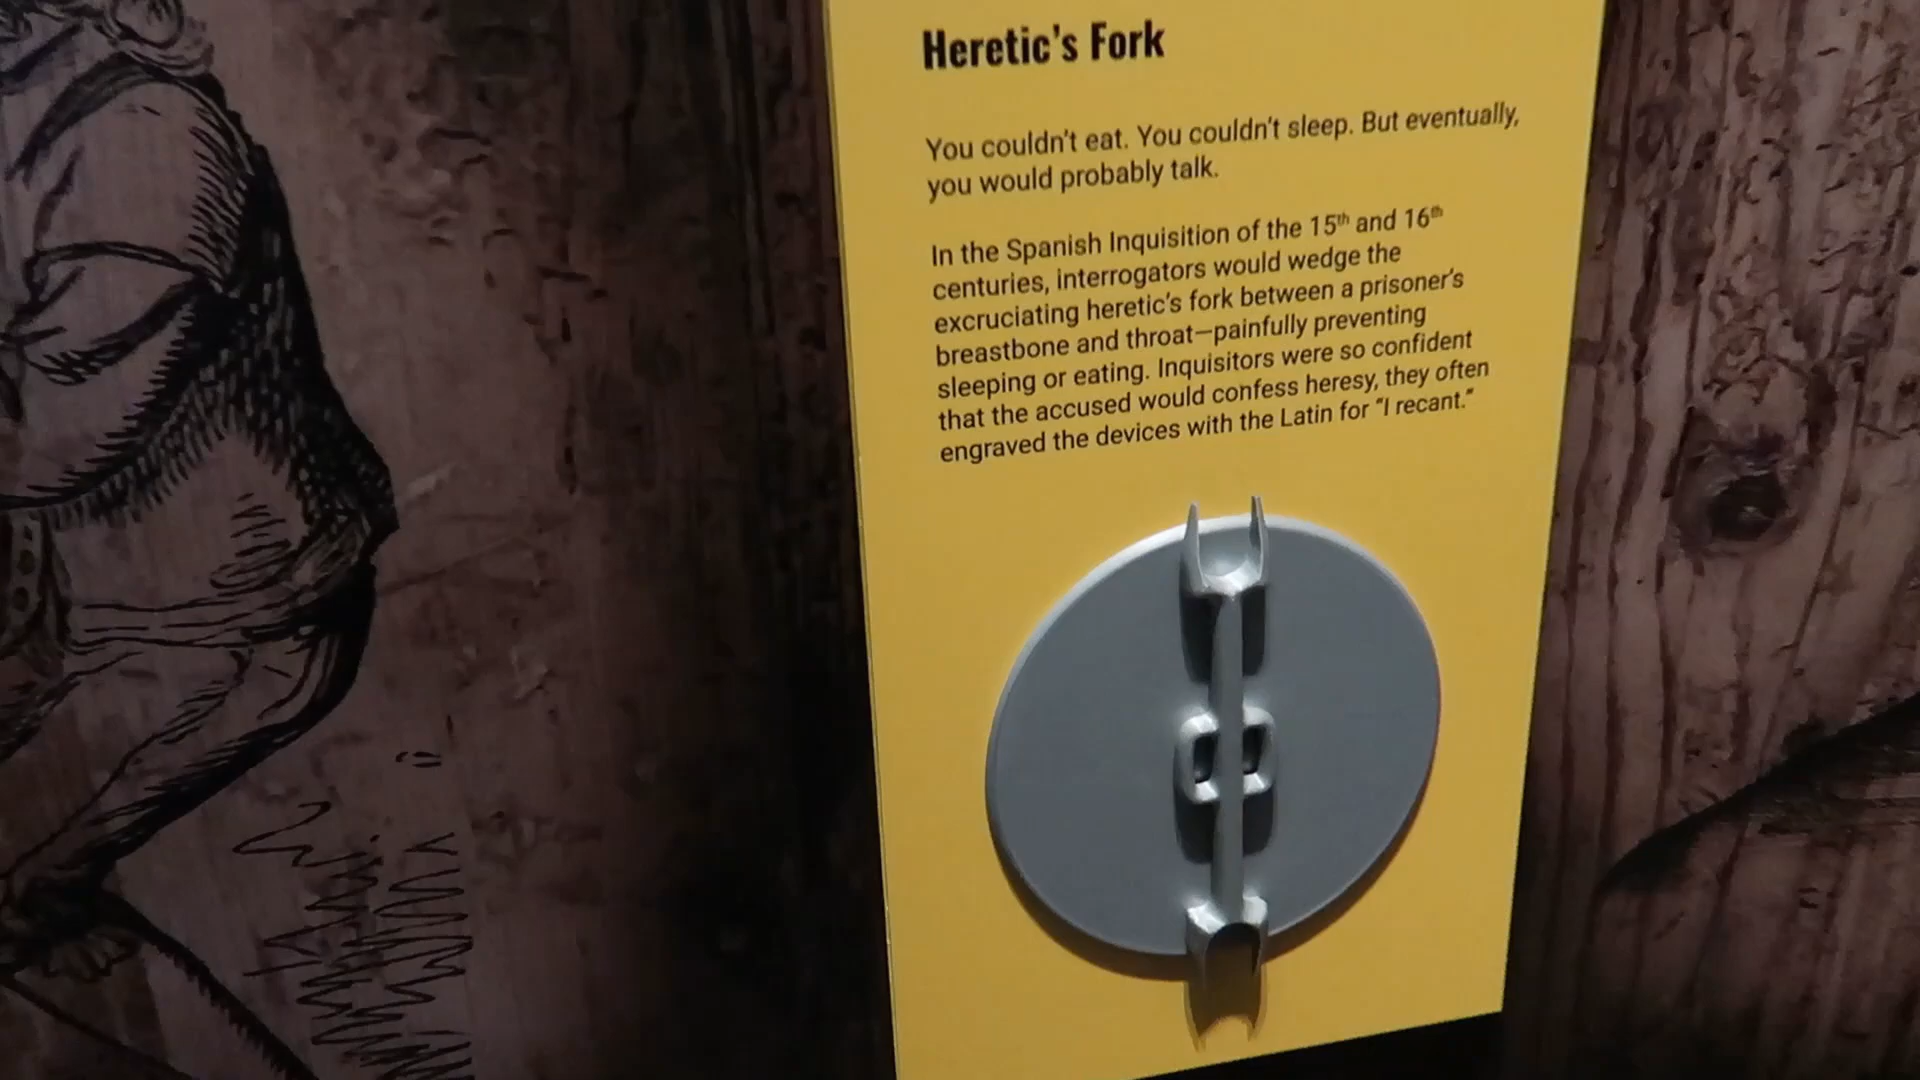 Heretic's Fork
You couldn't eat. You couldn't sleep. But eventually,
you would probably talk.
In the Spanish Inquisition of the 15th and 16th
centuries, interrogators would wedge the
excruciating heretic's fork between a prisoner's
breastbone and throat—painfully preventing
sleeping or eating. Inquisitors were so confident
that the accused would confess heresy, they often
engraved the devices with the Latin for "I recant."